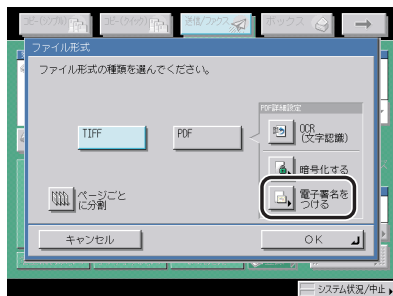 コピー(シンプル)
コピー(クイック)
送信/ファクス
ボックス
ファイル形式
ファイル形式の種類を選んでください。
TIFF
PDF
PDF詳細設定
OCR
(文字認識)
暗号化する
電子署名を
つける
ページごと
に分割
キャンセル
OK
システム状況/中止